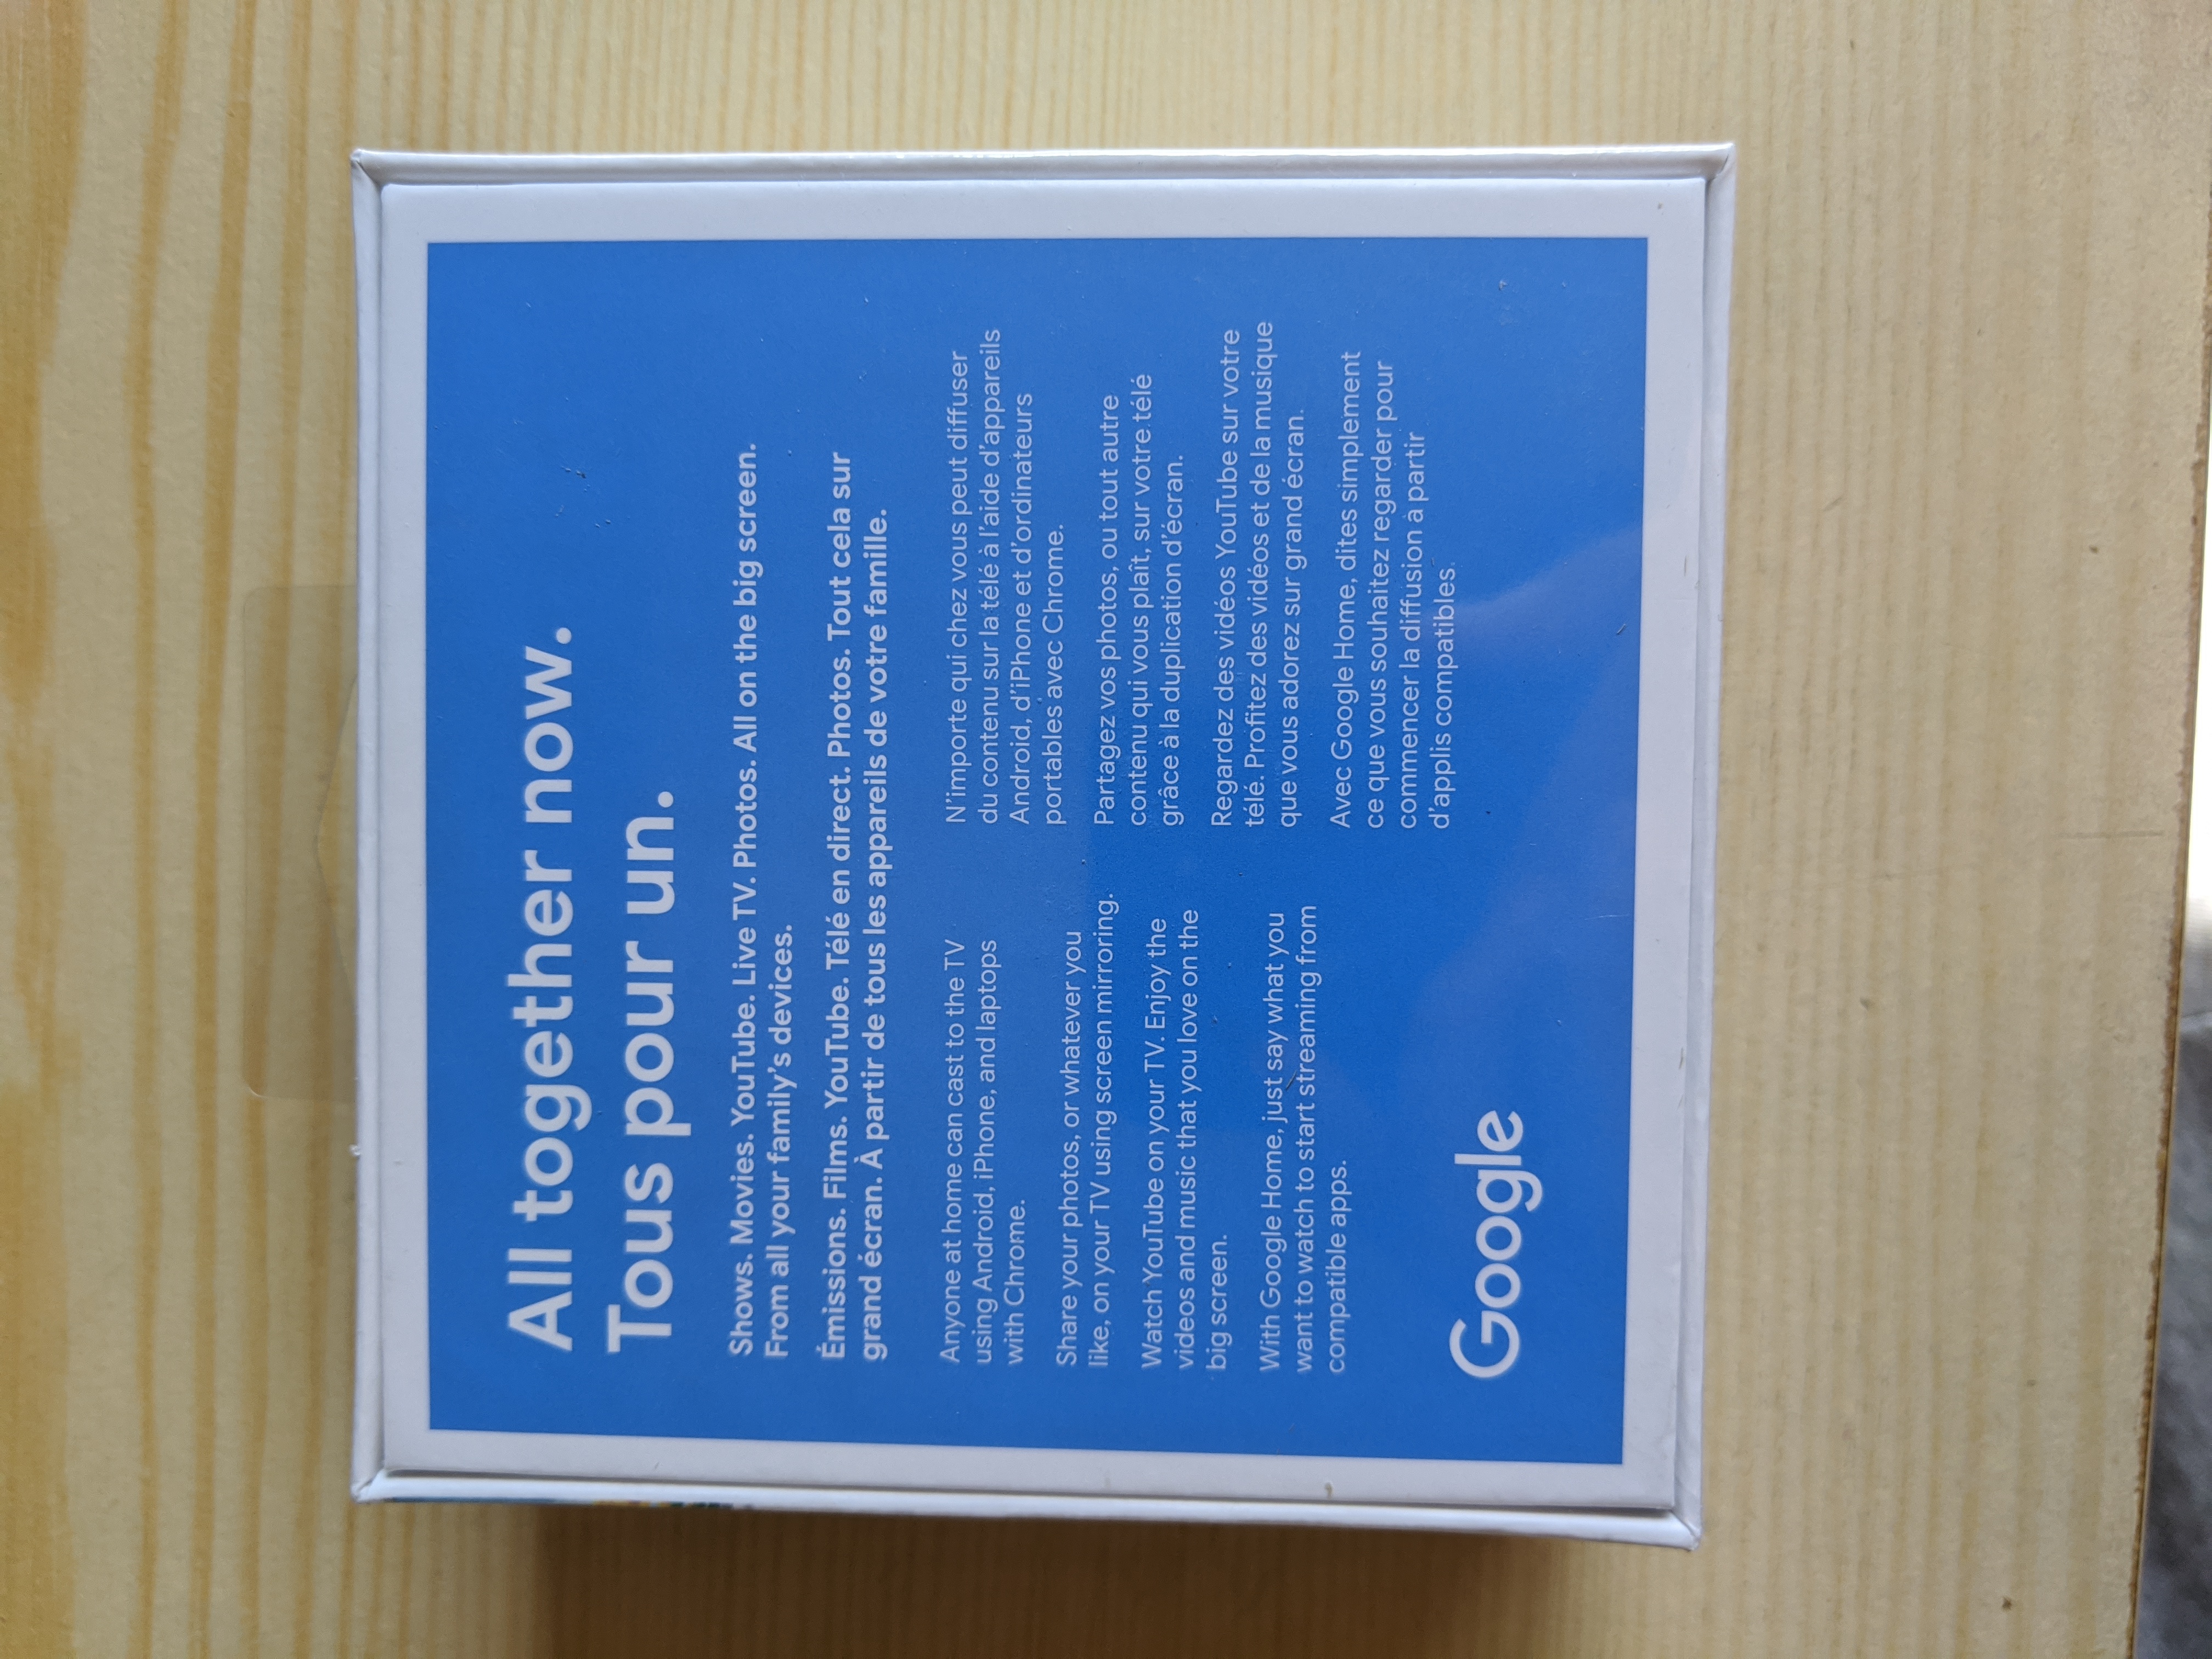 All together now.
Tous pour un.
Shows. Movies. YouTube. Live TV. Photos. All on the big screen.
From all your family's devices.
Émissions. Films. YouTube. Télé en direct. Photos. Tout cela sur
grand écran. À partir de tous les appareils de votre famille.
Anyone at home can cast to the TV
using Android, iPhone, and laptops
with Chrome.
Share your photos, or whatever you
like, on your TV using screen mirroring.
Watch YouTube on your TV. Enjoy the
videos and music that you love on the
big screen.
With Google Home, just say what you
want to watch to start streaming from
compatible apps.
N'importe qui chez vous peut diffuser
du contenu sur la télé à l'aide d'appareils
Android, d'iPhone et d'ordinateurs
portables avec Chrome.
Partagez vos photos, ou tout autre
contenu qui vous plaît, sur votre télé
grâce à la duplication d'écran.
Regardez des vidéos YouTube sur votre
télé. Profitez des vidéos et de la musique
que vous adorez sur grand écran.
Avec Google Home, dites simplement
ce que vous souhaitez regarder pour
commencer la diffusion à partir
d'applis compatibles.
Google